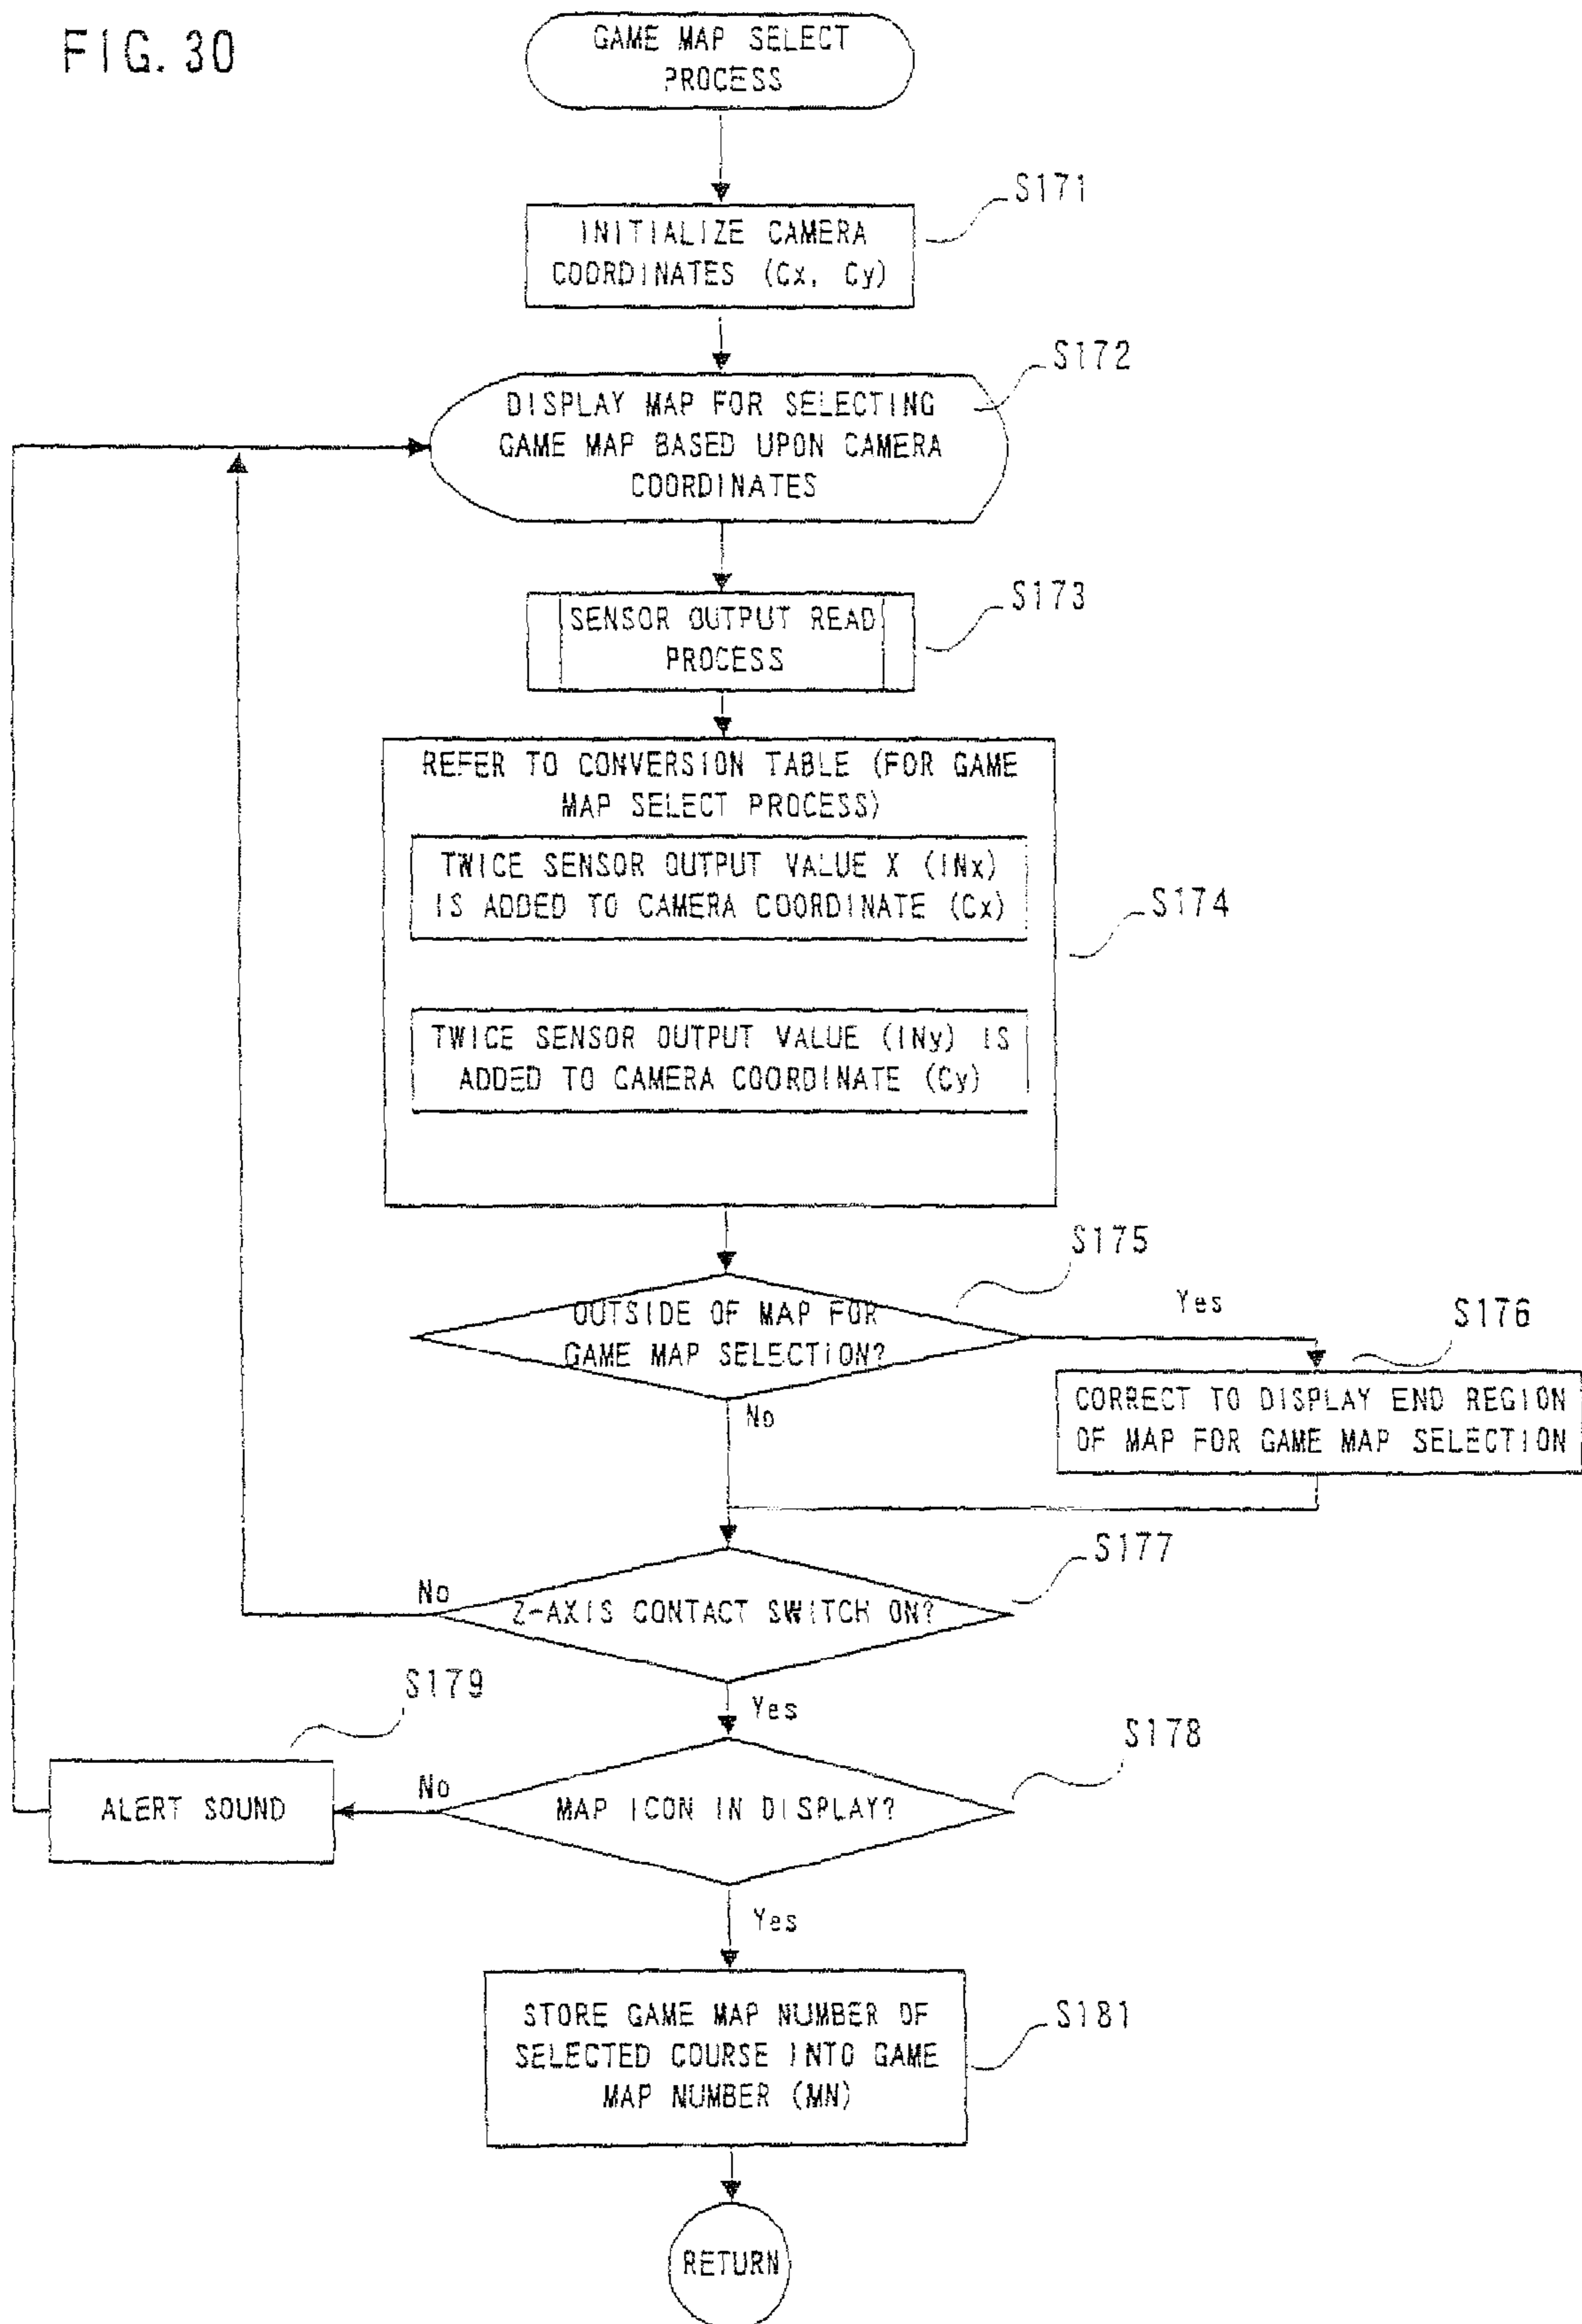 FIG. 30
GAME MAP SELECT
PROCESS
S171
INITIALIZE CAMERA
COORDINATES (Cx, Cy)
S172
DISPLAY MAP FOR SELECTING
GAME MAP BASED UPON CAMERA
COORDINATES
S173
SENSOR OUTPUT READ
PROCESS
REFER TO CONVERSION TABLE (FOR GAME
MAP SELECT PROCESS)
TWICE SENSOR OUTPUT VALUE X (INx)
IS ADDED TO CAMERA COORDINATE (Cx)
S174
TWICE SENSOR OUTPUT VALUE (INy) IS
ADDED TO CAMERA COORDINATE (Cy)
S175
OUTSIDE OF MAP FOR
GAME MAP SELECTION?
Yes
S176
CORRECT TO DISPLAY END REGION
OF MAP FOR GAME MAP SELECTION
No
S177
No
Z-AXIS CONTACT SWITCH ON?
S179
Yes
S178
ALERT SOUND
No
MAP ICON IN DISPLAY?
Yes
STORE GAME MAP NUMBER OF
SELECTED COURSE INTO GAME
MAP NUMBER (MN)
S181
RETURN